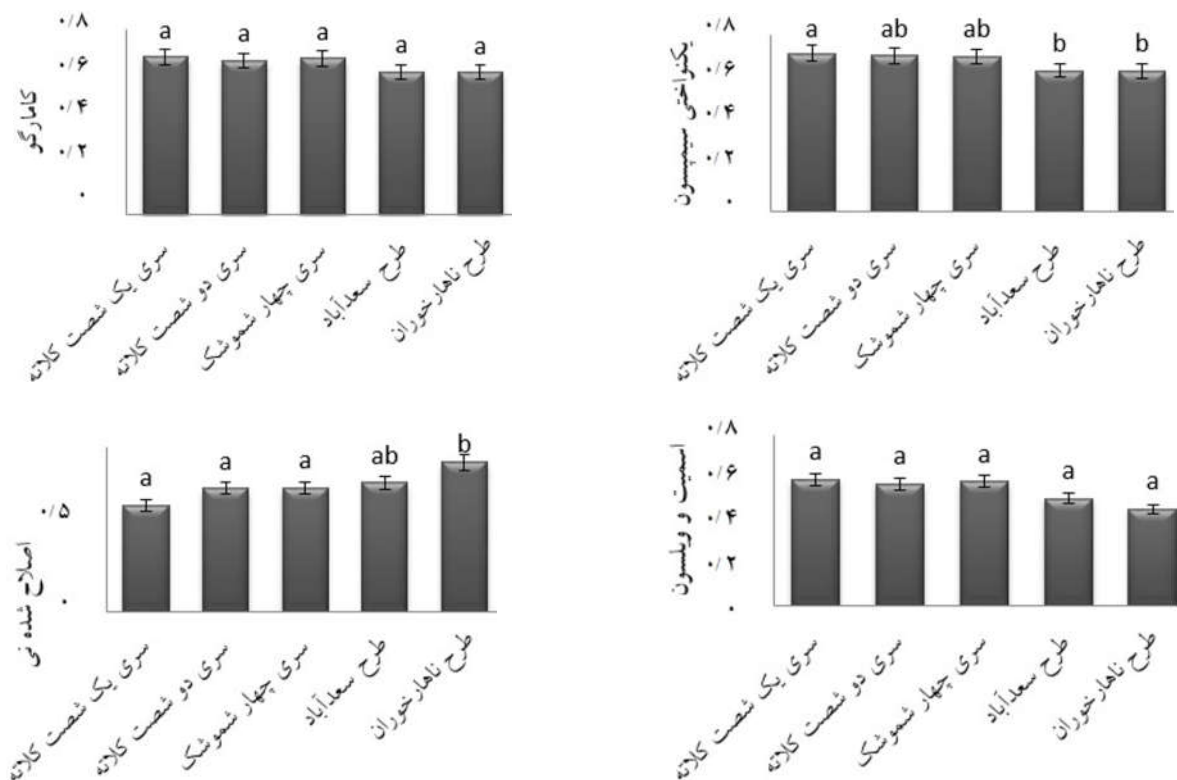 کامارگو
۰/۸
۰/۶
۰/۴
۰/۲
۰
a
a
a
a
a
سری یک شصت کلاته
سری دو شصت کلاته
سری چهار شموشک
طرح سعدآباد
طرح ناهارخوران
یکنواختی سیمپسون
۰/۸
۰/۶
۰/۴
۰/۲
۰
a
ab
ab
b
b
سری یک شصت کلاته
سری دو شصت کلاته
سری چهار شموشک
طرح سعدآباد
طرح ناهارخوران
اصلاح شده نی
۰/۵
۰
a
a
a
ab
b
سری یک شصت کلاته
سری دو شصت کلاته
سری چهار شموشک
طرح سعدآباد
طرح ناهارخوران
اسمیت و ویلسون
۰/۸
۰/۶
۰/۴
۰/۲
۰
a
a
a
a
a
سری یک شصت کلاته
سری دو شصت کلاته
سری چهار شموشک
طرح سعدآباد
طرح ناهارخوران